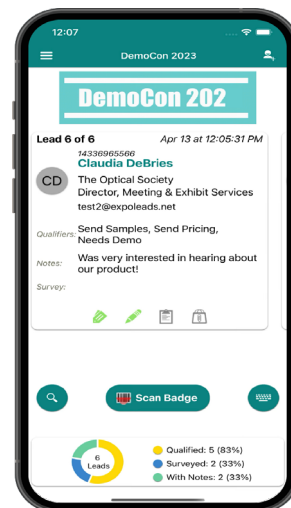 12:07
DemoCon 2023
DemoCon 202
Lead 6 of 6 Apr 13 at 12:05:31 PM
14336965566
Claudia DeBries
CD
The Optical Society
Director, Meeting & Exhibit Services
test2@expoleads.net
Qualifiers: Send Samples, Send Pricing,
Needs Demo
Notes: Was very interested in hearing about
our product!
Survey:
Scan Badge
6
Leads
Qualified: 5 (83%)
Surveyed: 2 (33%)
With Notes: 2 (33%)